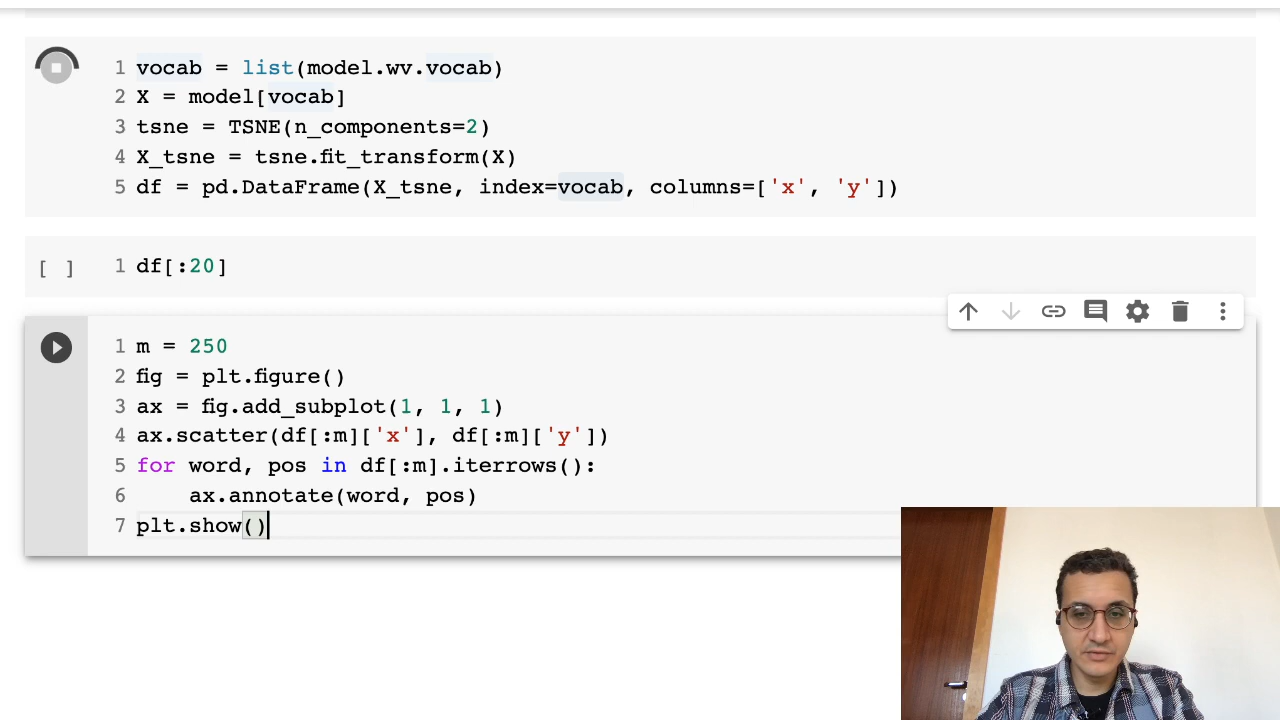 1 vocab = list(model.wv.vocab)
2 X = model[vocab]
3 tsne = TSNE(n_components=2)
4 X_tsne = tsne.fit_transform(X)
5 df = pd.DataFrame(X_tsne, index=vocab, columns=['x', 'y'])
[ ] 1 df[:20]
1 m = 250
2 fig = plt.figure()
3 ax = fig.add_subplot(1, 1, 1)
4 ax.scatter(df[:m]['x'], df[:m]['y'])
5 for word, pos in df[:m].iterrows():
6     ax.annotate(word, pos)
7 plt.show()